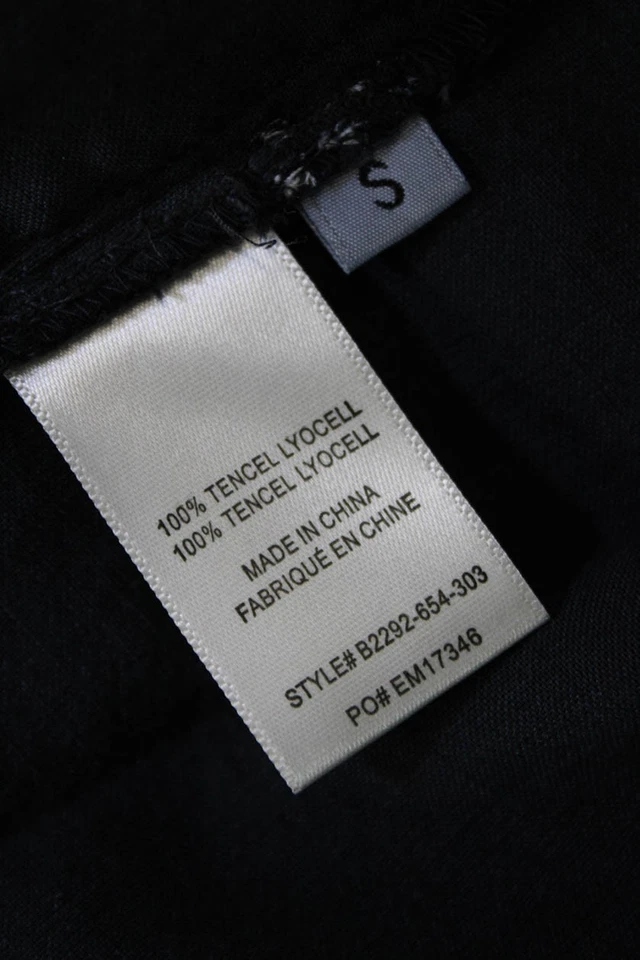 S
100% TENCEL LYOCELL
100% TENCEL LYOCELL
MADE IN CHINA
FABRIQUÉ EN CHINE
STYLE# B2292-654-303
PO# EM17346